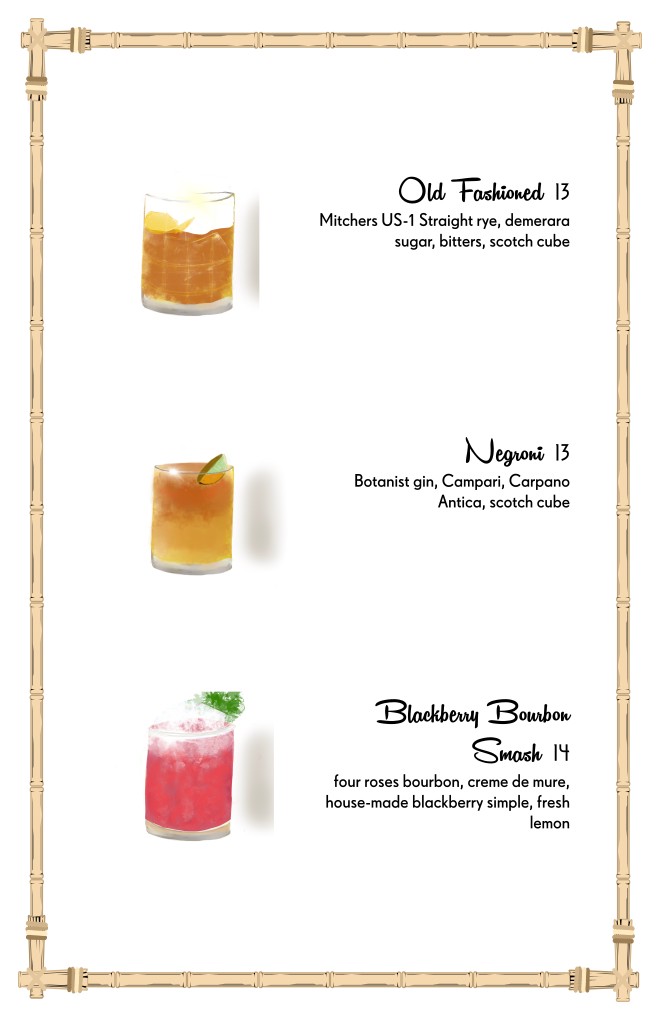 Old Fashioned 13
Mitchers US-1 Straight rye, demerara
sugar, bitters, scotch cube
Negroni 13
Botanist gin, Campari, Carpano
Antica, scotch cube
Blackberry Bourbon
Smash 14
four roses bourbon, creme de mure,
house-made blackberry simple, fresh
lemon